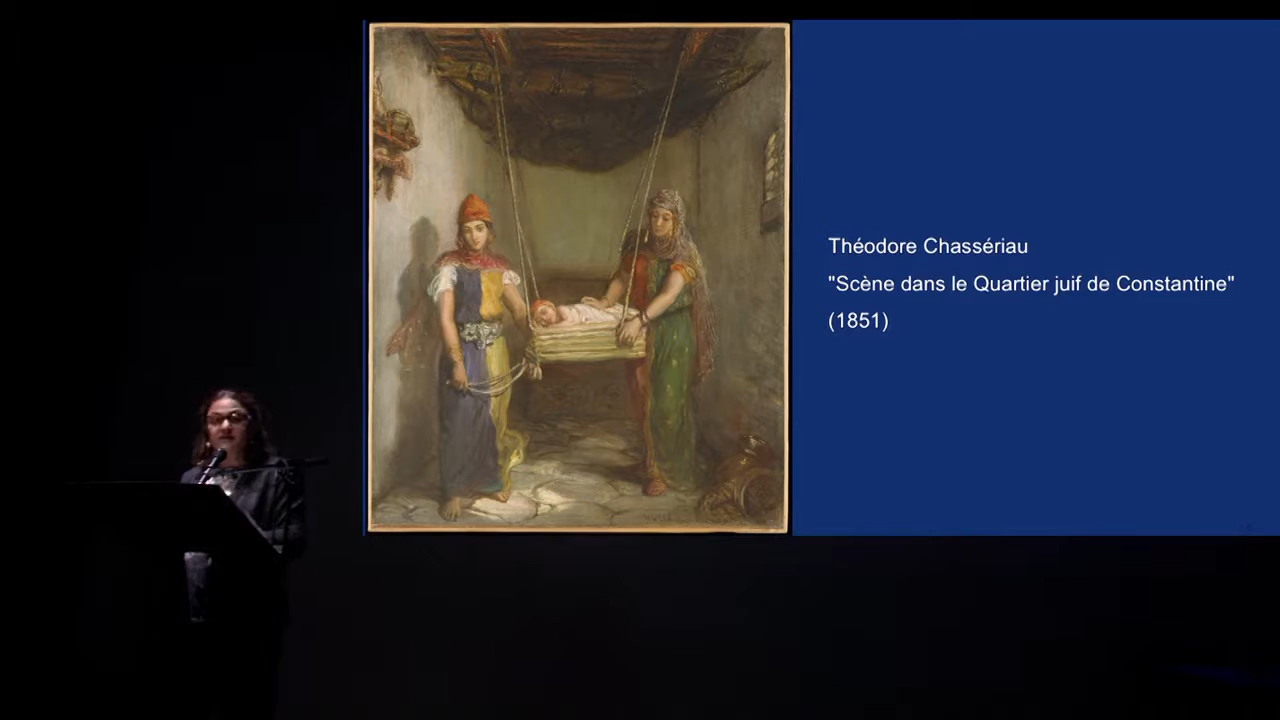 Théodore Chassériau
"Scène dans le Quartier juif de Constantine"
(1851)